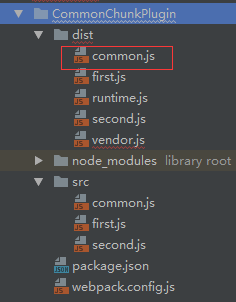 CommonChunkPlugin
dist
common.js
first.js
runtime.js
second.js
vendor.js
node_modules library root
src
common.js
first.js
second.js
package.json
webpack.config.js